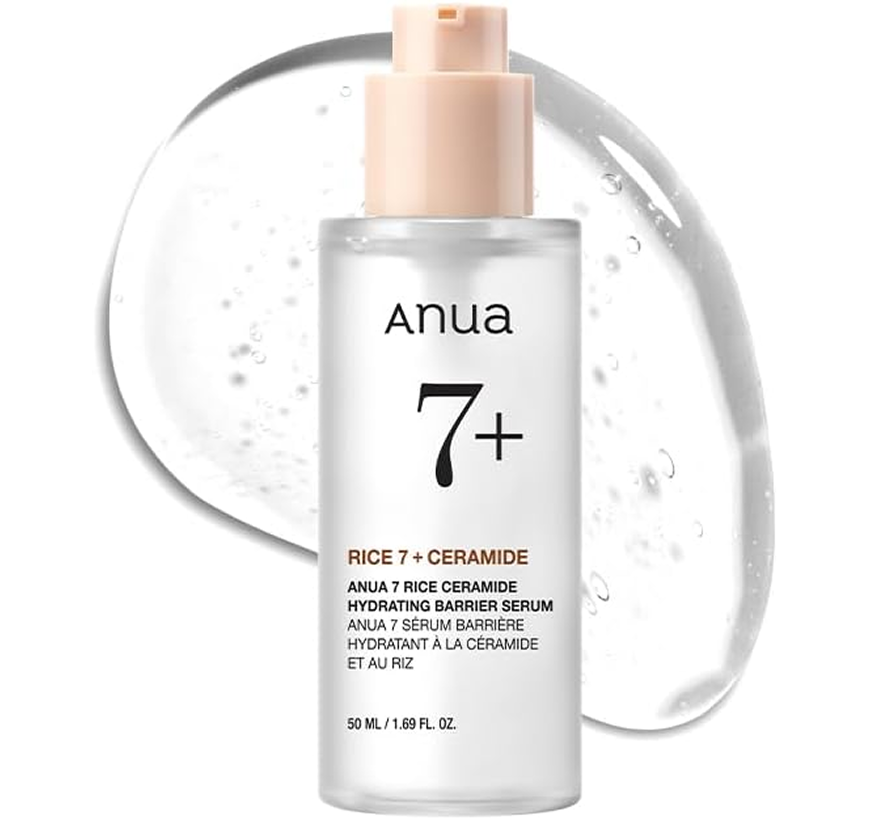 Anua
7+
RICE 7 + CERAMIDE
ANUA 7 RICE CERAMIDE
HYDRATING BARRIER SERUM
ANUA 7 SÉRUM BARRIÈRE
HYDRATANT À LA CÉRAMIDE
ET AU RIZ
50 ML / 1.69 FL. OZ.